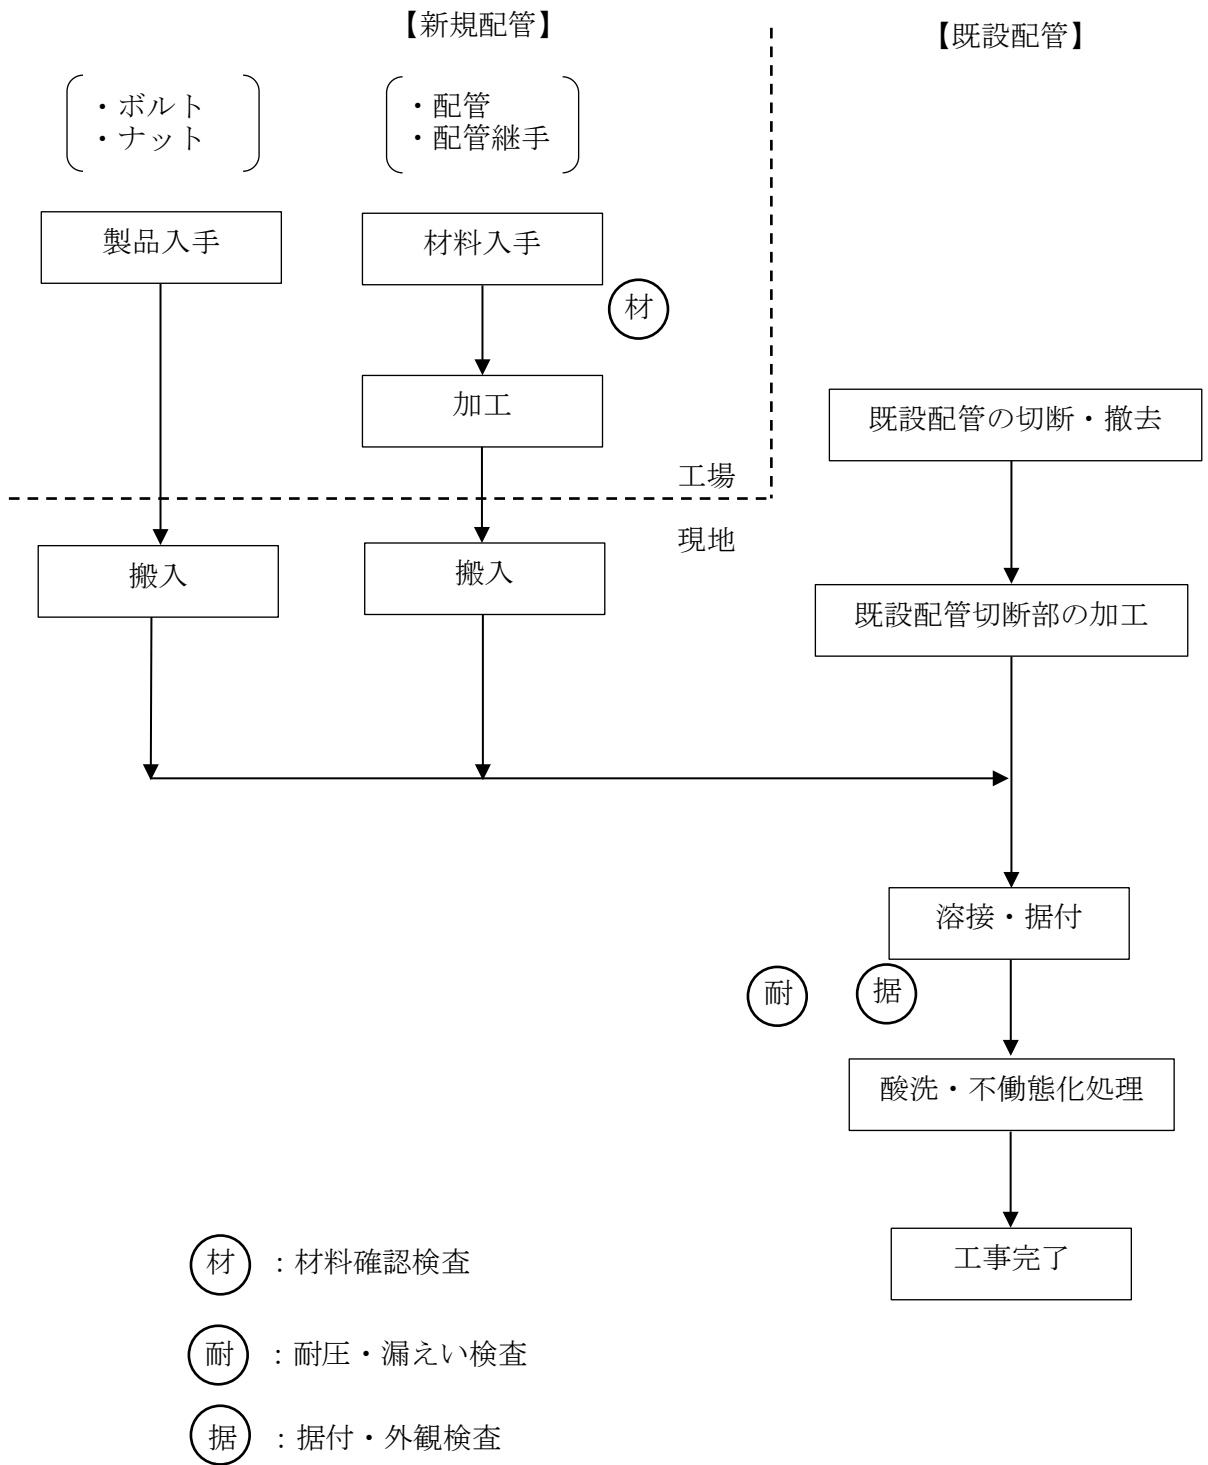 【新規配管】
【既設配管】
・ボルト
・ナット
・配管
・配管継手
製品入手
材料入手
材
加工
既設配管の切断・撤去
工場
現地
搬入
搬入
既設配管切断部の加工
溶接・据付
耐
据
酸洗・不働態化処理
工事完了
材：材料確認検査
耐：耐圧・漏えい検査
据：据付・外観検査